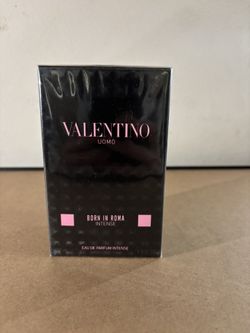 VALENTINO
UOMO
BORN IN ROMA
INTENSE
EAU DE PARFUM INTENSE